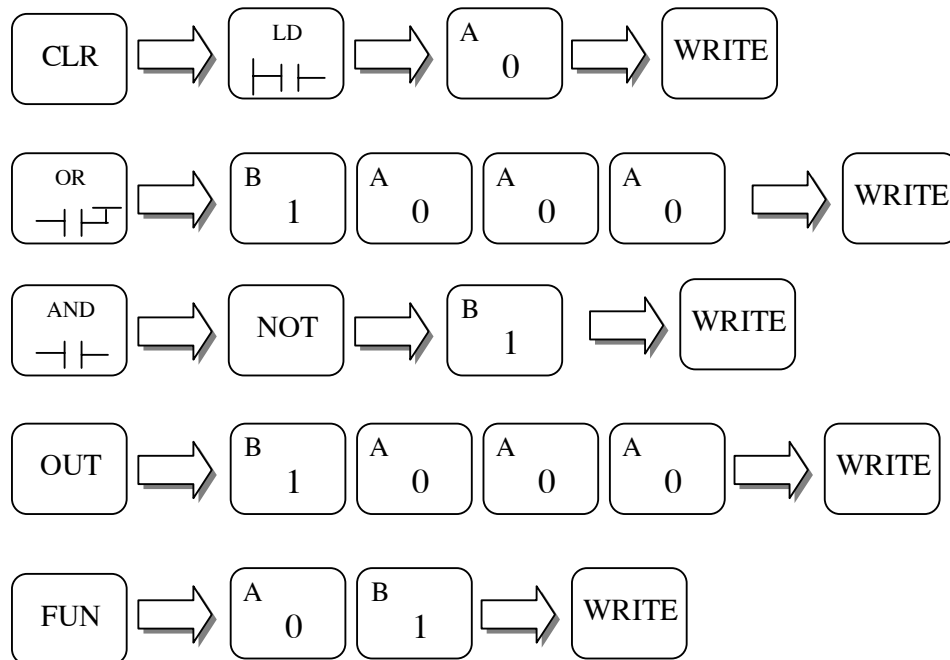 CLR LD A 0 WRITE
OR B 1 A 0 A 0 A 0 WRITE
AND NOT B 1 WRITE
OUT B 1 A 0 A 0 A 0 WRITE
FUN A 0 B 1 WRITE